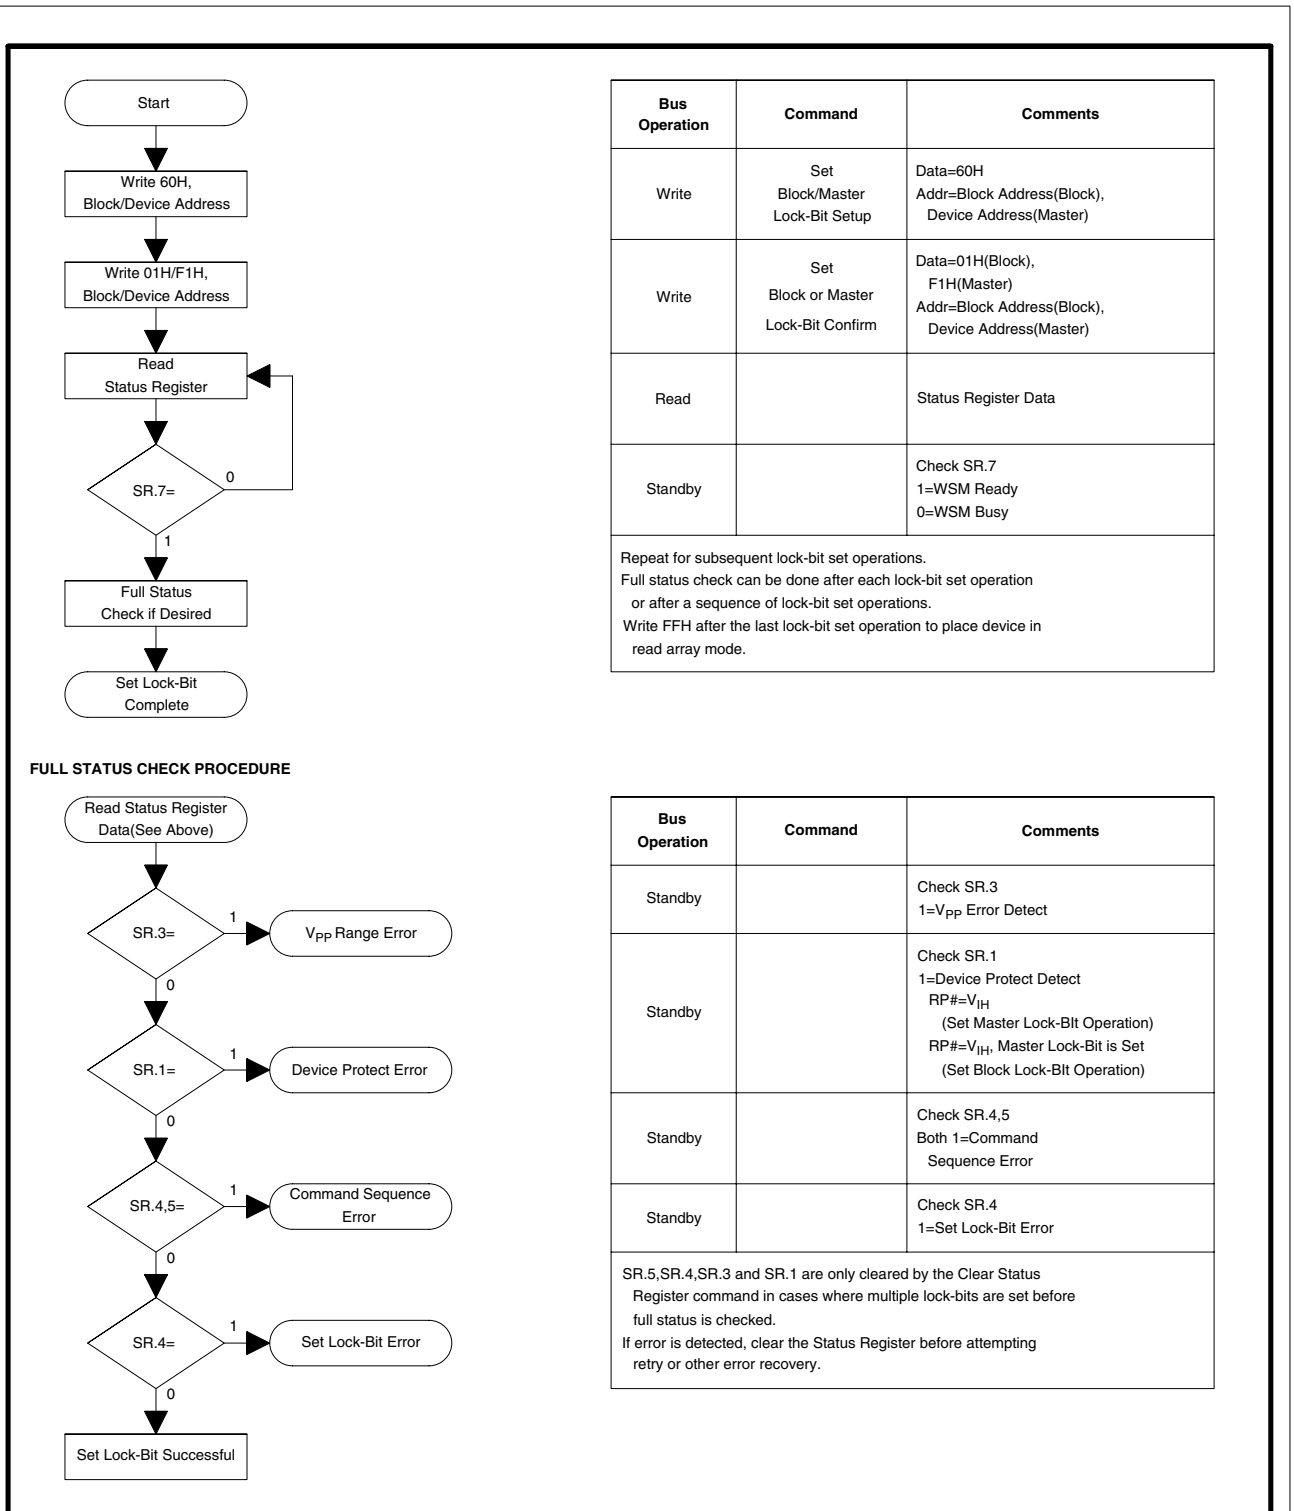 Start
Write 60H,
Block/Device Address
Write 01H/F1H,
Block/Device Address
Read
Status Register
SR.7=
0
1
Full Status
Check if Desired
Set Lock-Bit
Complete
Bus
Operation
Command
Comments
Write
Set
Block/Master
Lock-Bit Setup
Data=60H
Addr=Block Address(Block),
Device Address(Master)
Write
Set
Block or Master
Lock-Bit Confirm
Data=01H(Block),
F1H(Master)
Addr=Block Address(Block),
Device Address(Master)
Read
Status Register Data
Standby
Check SR.7
1=WSM Ready
0=WSM Busy
Repeat for subsequent lock-bit set operations.
Full status check can be done after each lock-bit set operation
or after a sequence of lock-bit set operations.
Write FFH after the last lock-bit set operation to place device in
read array mode.
FULL STATUS CHECK PROCEDURE
Read Status Register
Data(See Above)
SR.3=
1
VPP Range Error
0
SR.1=
1
Device Protect Error
0
SR.4,5=
1
Command Sequence
Error
0
SR.4=
1
Set Lock-Bit Error
0
Set Lock-Bit Successful
Bus
Operation
Command
Comments
Standby
Check SR.3
1=VPP Error Detect
Standby
Check SR.1
1=Device Protect Detect
RP#=VIH
(Set Master Lock-BIt Operation)
RP#=VIH, Master Lock-Bit is Set
(Set Block Lock-BIt Operation)
Standby
Check SR.4,5
Both 1=Command
Sequence Error
Standby
Check SR.4
1=Set Lock-Bit Error
SR.5,SR.4,SR.3 and SR.1 are only cleared by the Clear Status
Register command in cases where multiple lock-bits are set before
full status is checked.
If error is detected, clear the Status Register before attempting
retry or other error recovery.